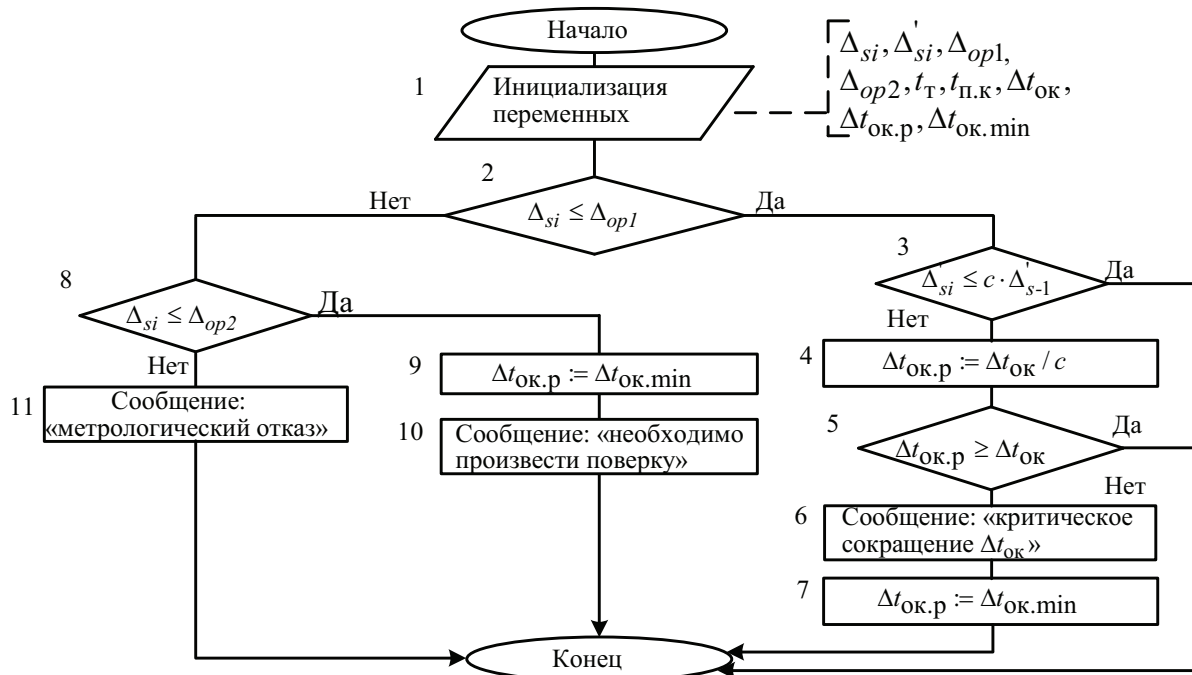 Начало
Δsi, Δ'si, Δop1,
Δop2, tт, tп.к, Δtок,
Δtок.р, Δtок.min
1
Инициализация
переменных
2
Нет
Δsi ≤ Δop1
Да
3
Δ'si ≤ c · Δ's-1
Да
Нет
8
Δsi ≤ Δop2
Да
Нет
4
Δtок.р := Δtок / c
9
Δtок.р := Δtок.min
11
Сообщение:
«метрологический отказ»
10
Сообщение: «необходимо
произвести поверку»
5
Δtок.р ≥ Δtок
Да
Нет
6
Сообщение: «критическое
сокращение Δtок»
7
Δtок.р := Δtок.min
Конец